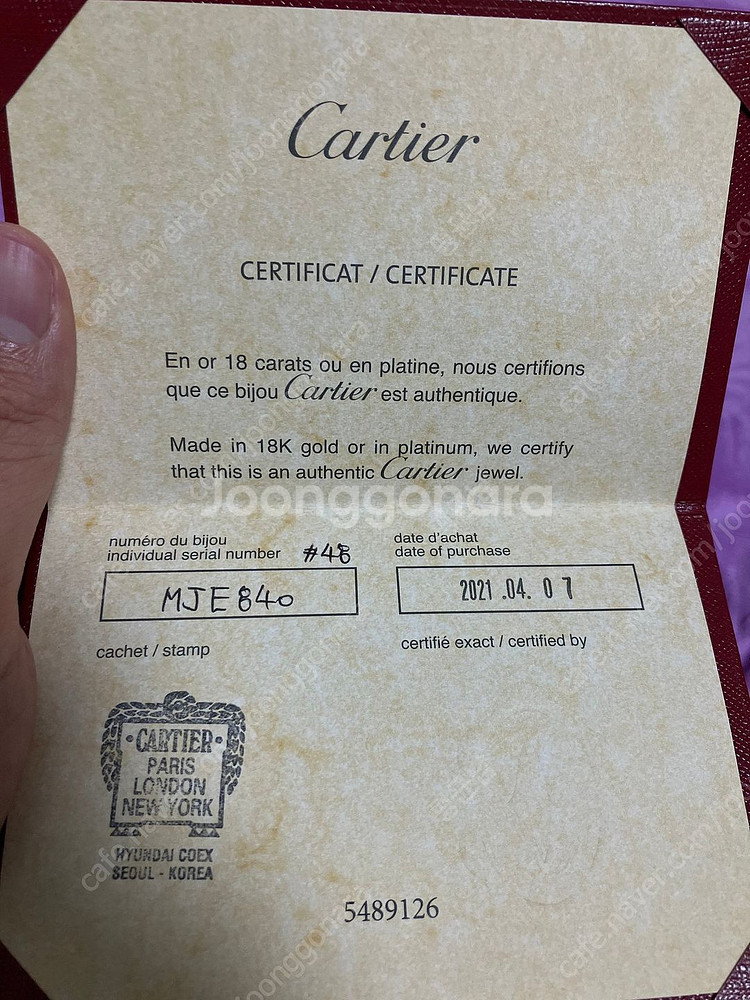 Cartier
CERTIFICAT / CERTIFICATE
En or 18 carats ou en platine, nous certifions
que ce bijou Cartier est authentique.
Made in 18K gold or in platinum, we certify
that this is an authentic Cartier jewel.
Joonggonara
numéro du bijou
individual serial number #48
MJE840
date d'achat
date of purchase
2021 .04. 07
cachet / stamp
certifié exact / certified by
CARTIER
PARIS
LONDON
NEW YORK
HYUNDAI COEX
SEOUL - KOREA
5489126